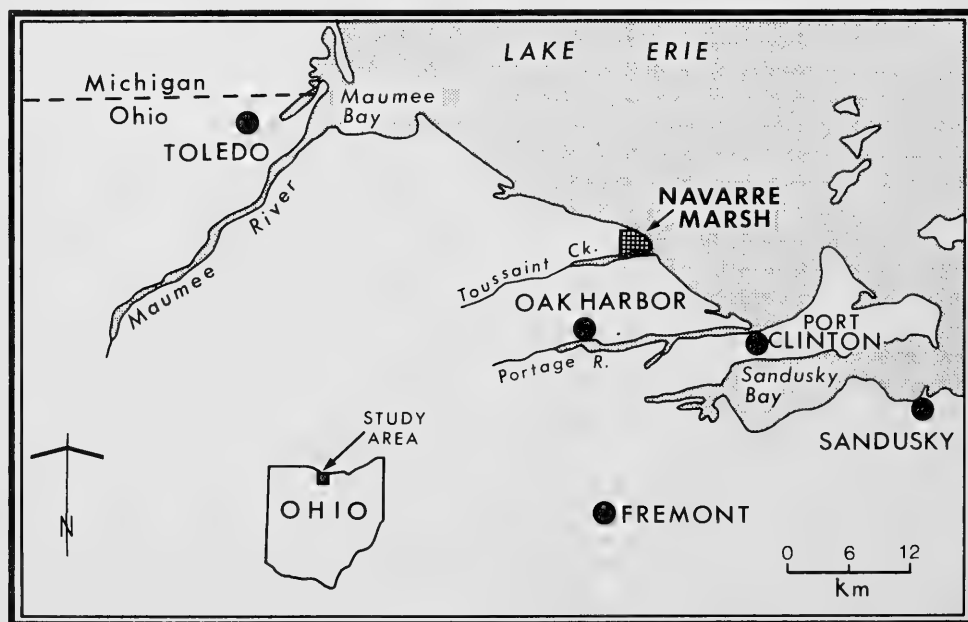 LAKE ERIE
Michigan
Ohio
Maumee
Bay
TOLEDO
NAVARRE
MARSH
Maumee River
Toussaint Ck.
OAK HARBOR
PORT
CLINTON
Portage R.
Sandusky
Bay
STUDY
AREA
SANDUSKY
OHIO
N
FREMONT
0 6 12
Km